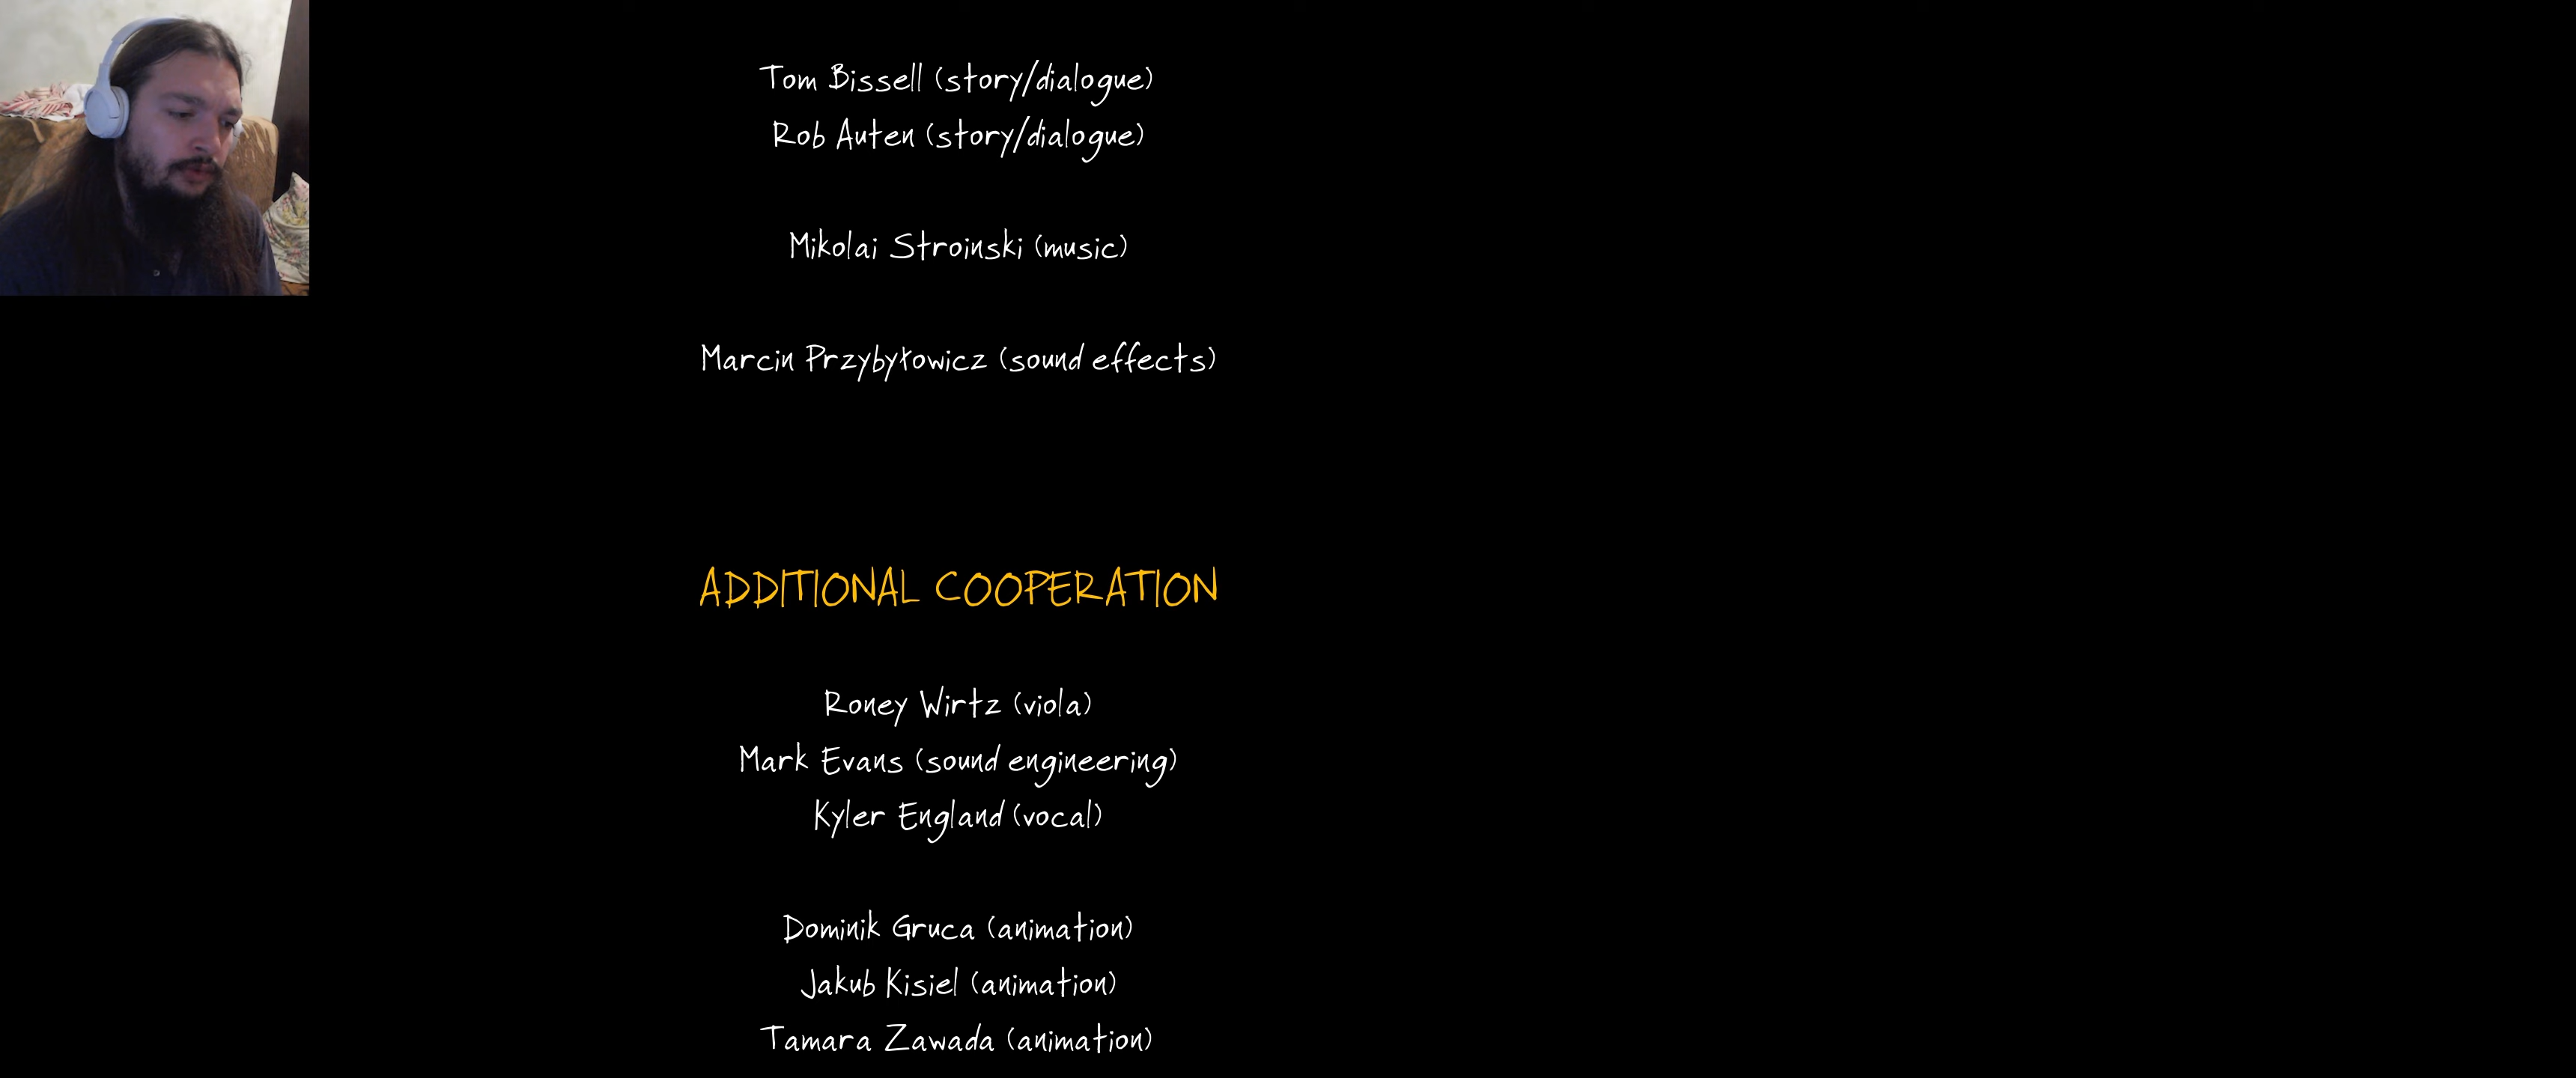 Tom Bissell (story/dialogue)
Rob Auten (story/dialogue)
Mikolai Stroinski (music)
Marcin Przybyłowicz (sound effects)
ADDITIONAL COOPERATION
Roney Wirtz (viola)
Mark Evans (sound engineering)
Kyler England (vocal)
Dominik Gruca (animation)
Jakub Kisiel (animation)
Tamara Zawada (animation)